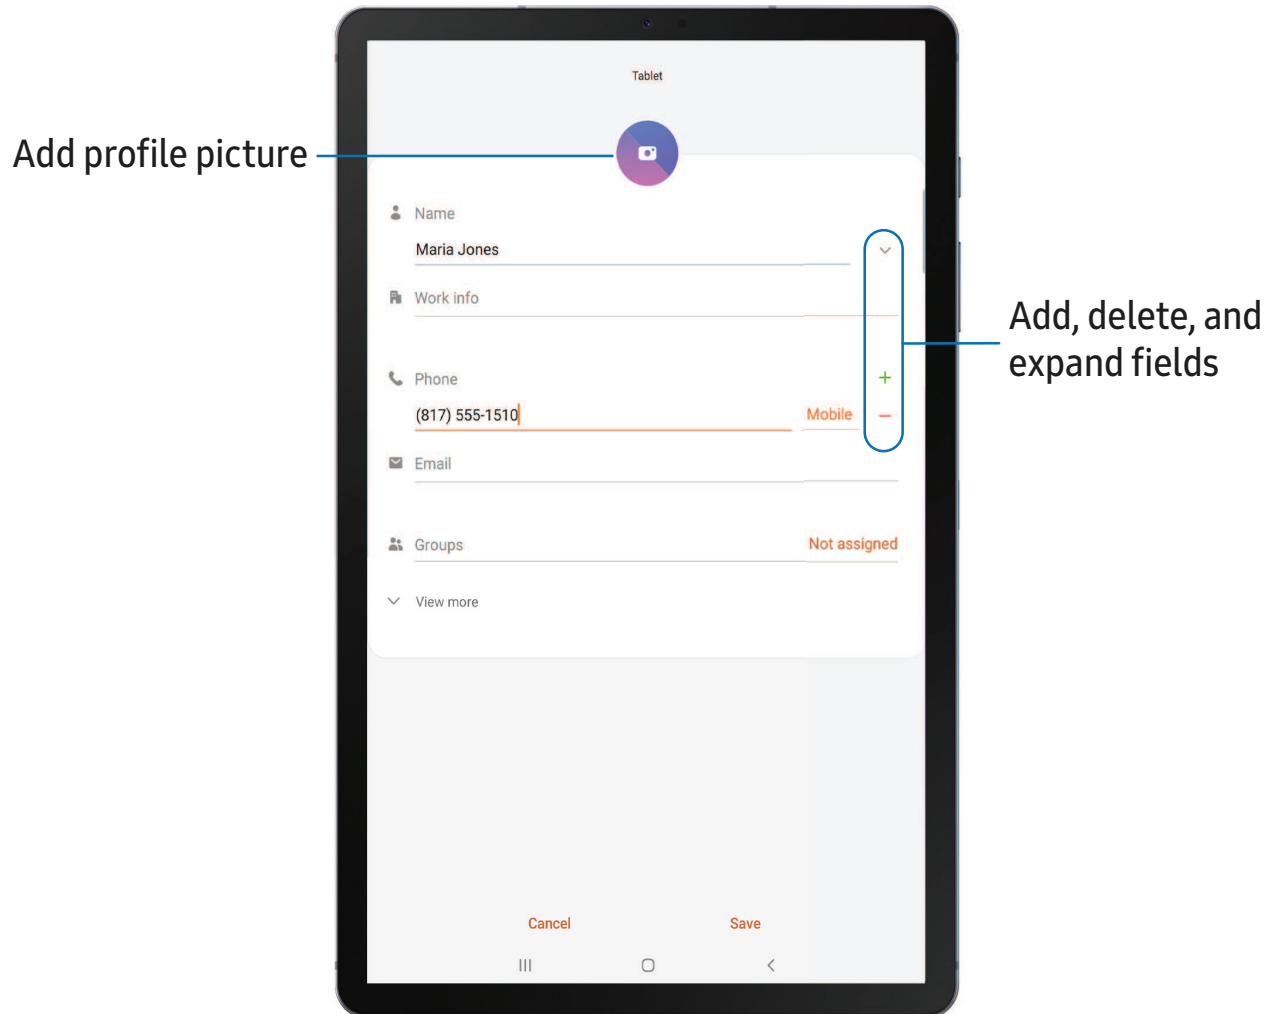 Tablet
Add profile picture
Name
Maria Jones
Work info
Add, delete, and
expand fields
Phone
(817) 555-1510 Mobile
Email
Groups Not assigned
View more
Cancel Save